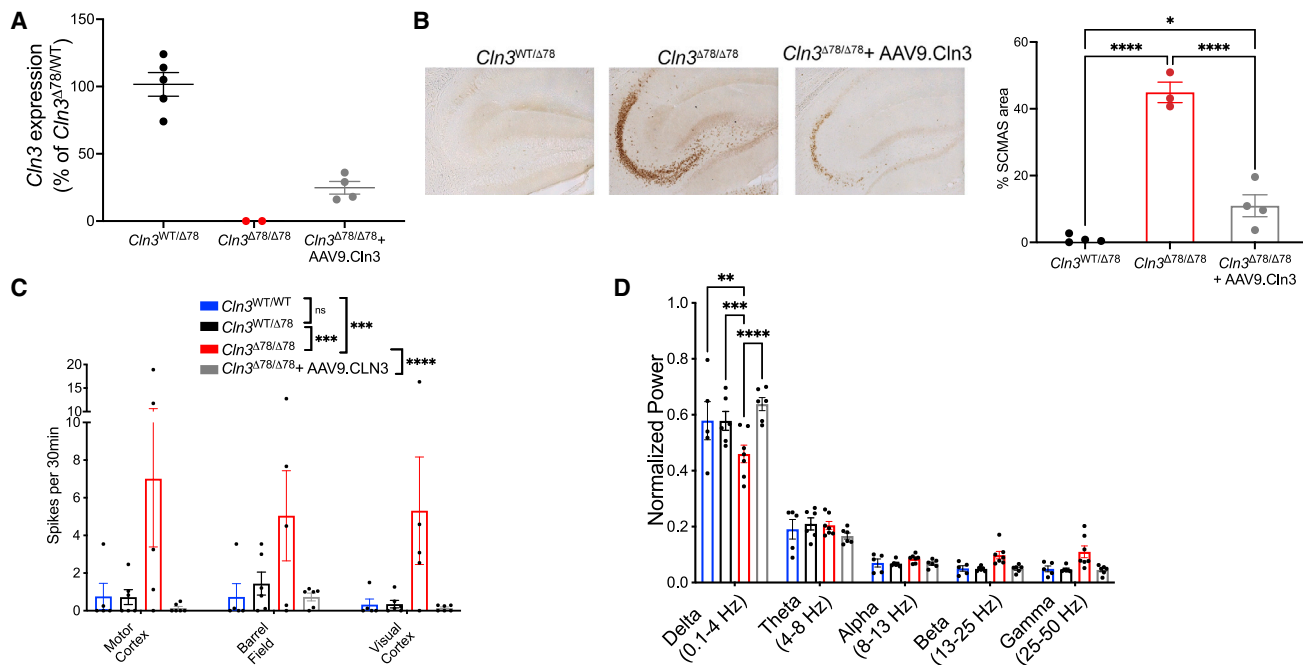 A
Cln3 expression
(% of Cln3Δ78/WT)
150
100
50
0
Cln3WT/Δ78
Cln3Δ78/Δ78
Cln3Δ78/Δ78+
AAV9.Cln3
B
Cln3WT/Δ78
Cln3Δ78/Δ78
Cln3Δ78/Δ78+ AAV9.Cln3
% SCMAS area
60
40
20
0
*
****
****
Cln3WT/Δ78
Cln3Δ78/Δ78
Cln3Δ78/Δ78
+ AAV9.Cln3
C
Cln3WT/WT
Cln3WT/Δ78
Cln3Δ78/Δ78
Cln3Δ78/Δ78+ AAV9.CLN3
ns
***
***
****
Spikes per 30min
20
15
10
10
8
6
4
2
0
Motor
Cortex
Barrel
Field
Visual
Cortex
D
Normalized Power
1.0
0.8
0.6
0.4
0.2
0.0
**
***
****
Delta
(0.1-4 Hz)
Theta
(4-8 Hz)
Alpha
(8-13 Hz)
Beta
(13-25 Hz)
Gamma
(25-50 Hz)